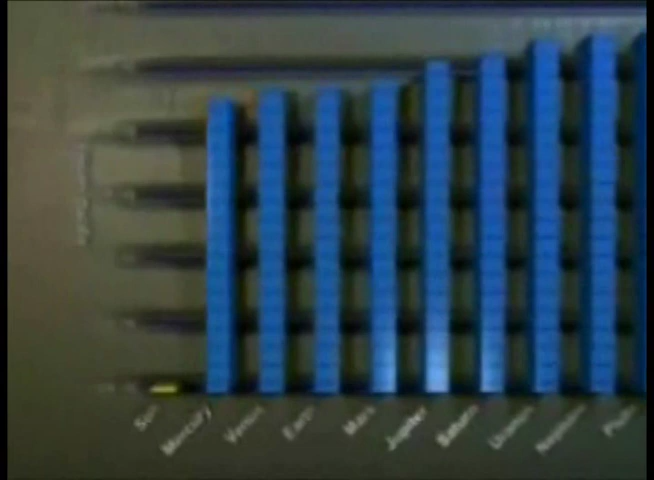 Sun
Mercury
Venus
Earth
Mars
Jupiter
Saturn
Uranus
Neptune
Pluto